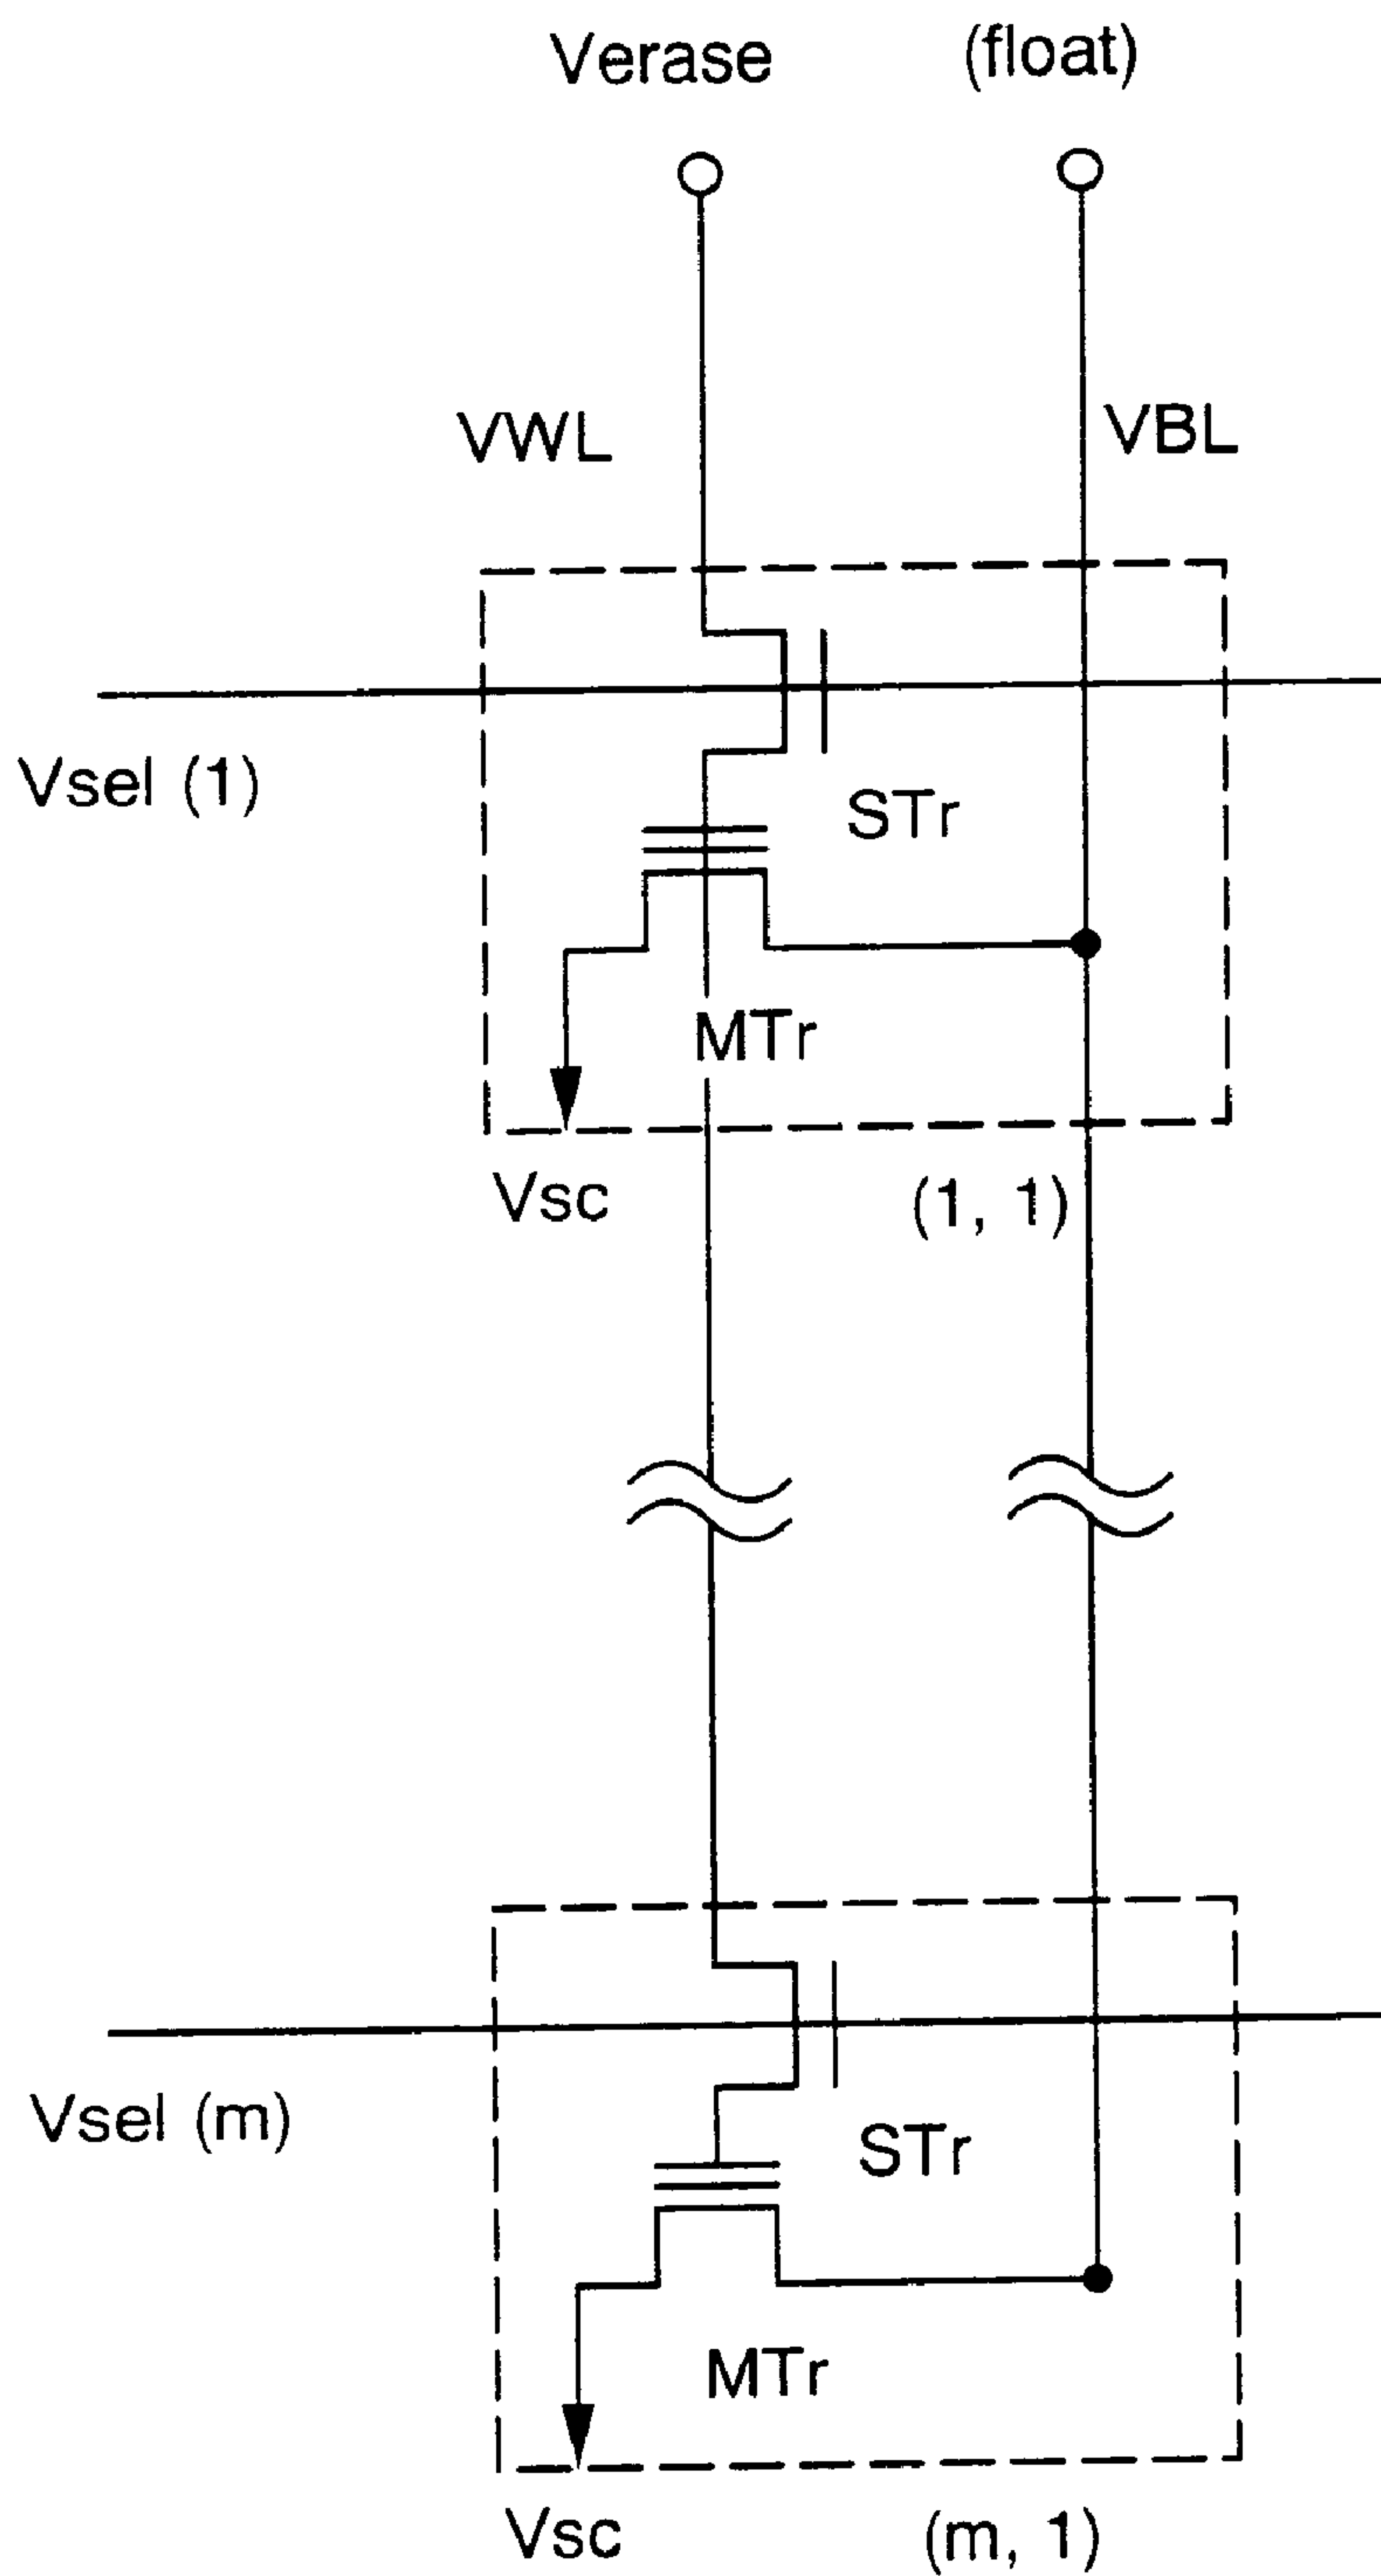 Verase (float)
VWL VBL
Vsel (1)
STr
MTr
Vsc (1, 1)
Vsel (m)
STr
MTr
Vsc (m, 1)